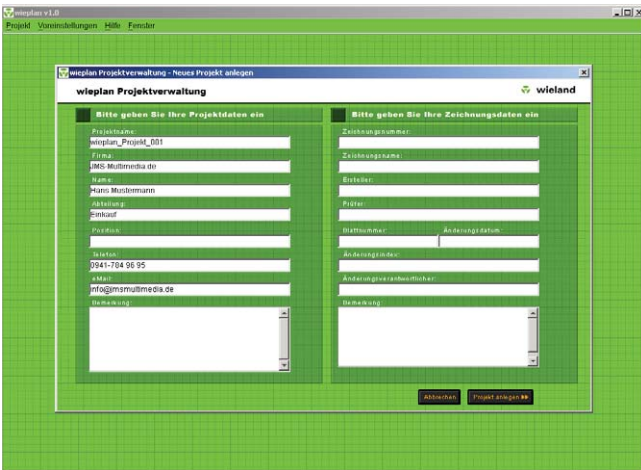 wieplan v1.0
Projekt Voreinstellungen Hilfe Fenster
wieplan Projektverwaltung - Neues Projekt anlegen
wieplan Projektverwaltung
wieland
Bitte geben Sie Ihre Projektdaten ein
Projektname:
wieplan_Projekt_001
Firma:
JMS-Multimedia.de
Name:
Hans Mustermann
Abteilung:
Einkauf
Position:
Telefon:
0941-784 96 95
eMail:
info@jmsmultimedia.de
Bemerkung:
Bitte geben Sie Ihre Zeichnungsdaten ein
Zeichnungsnummer:
Zeichnungsname:
Ersteller:
Prüfer:
Blattnummer: Änderungsdatum:
Änderungsindex:
Änderungsverantwortlicher:
Bemerkung:
Abbrechen Projekt anlegen